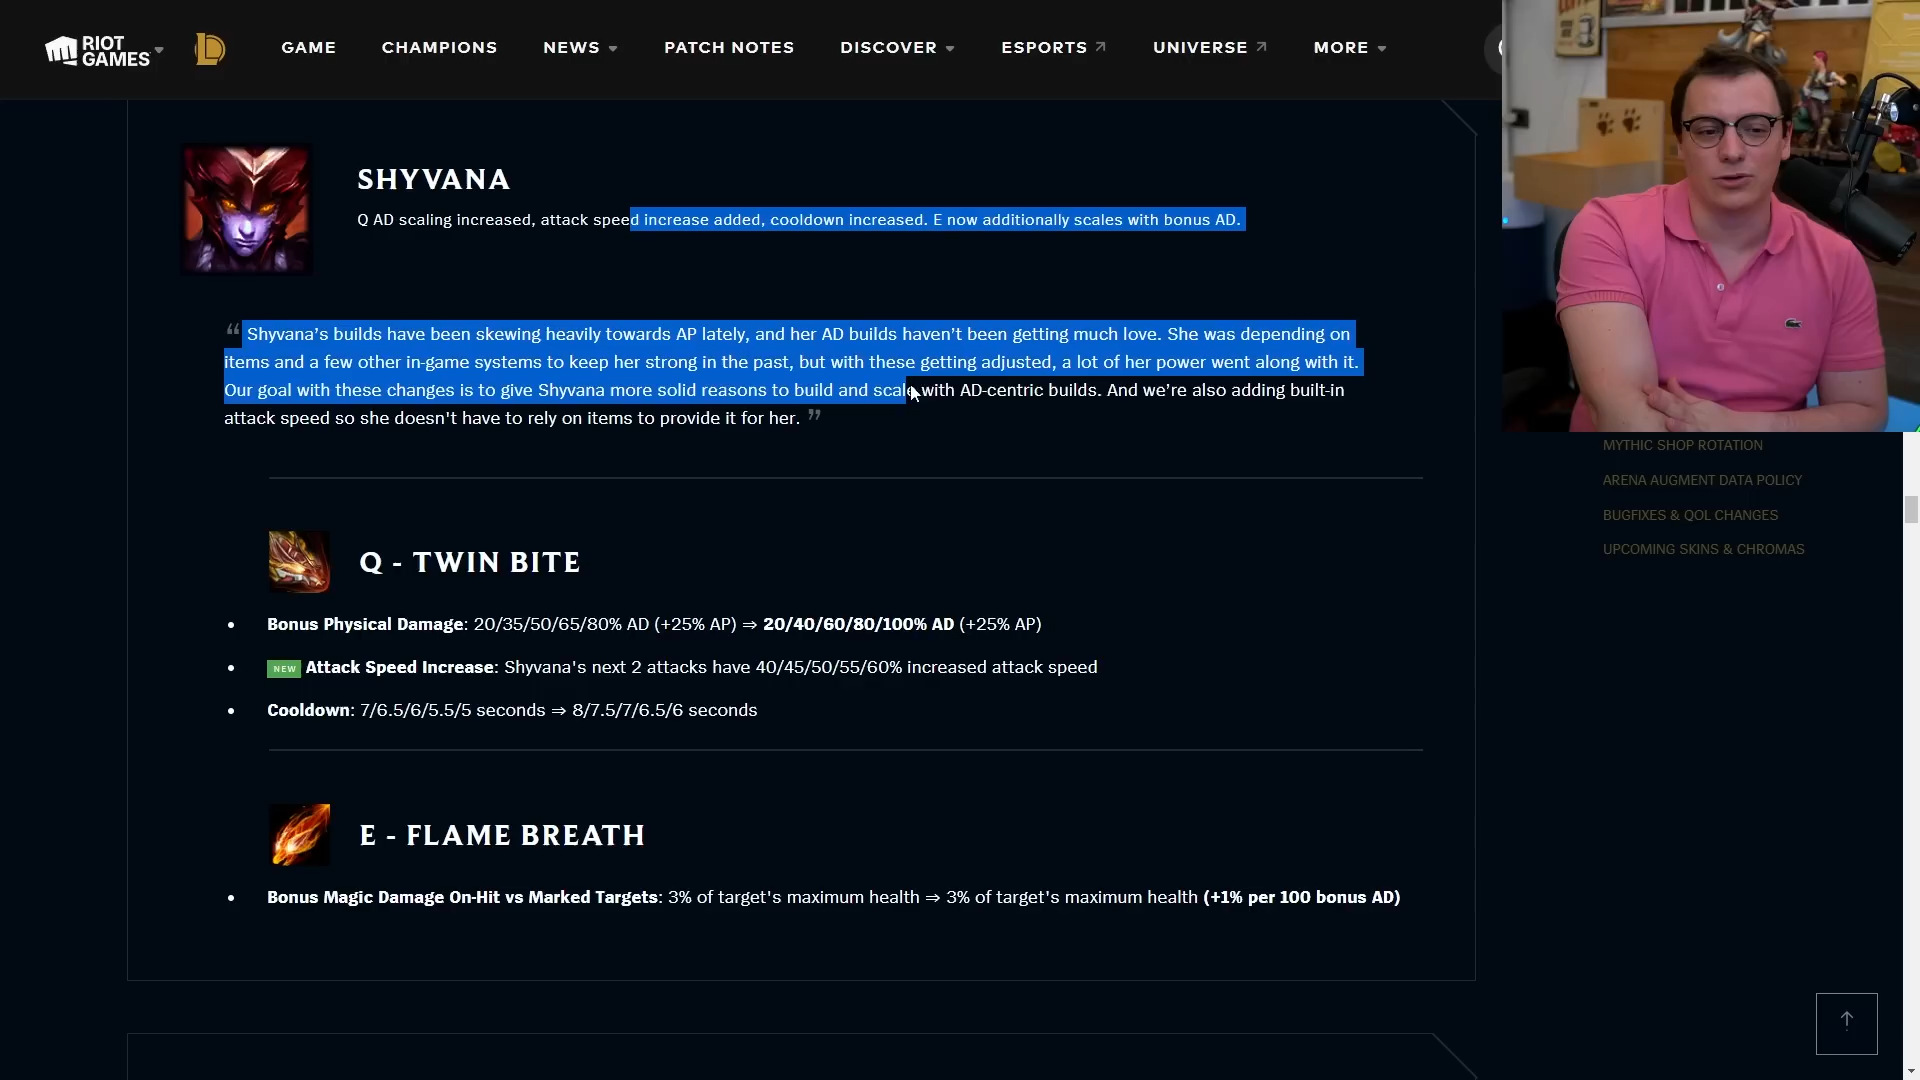 RIOT GAMES
GAME
CHAMPIONS
NEWS
PATCH NOTES
DISCOVER
ESPORTS
UNIVERSE
MORE
SHYVANA
Q AD scaling increased, attack speed increase added, cooldown increased. E now additionally scales with bonus AD.
“ Shyvana’s builds have been skewing heavily towards AP lately, and her AD builds haven’t been getting much love. She was depending on
items and a few other in-game systems to keep her strong in the past, but with these getting adjusted, a lot of her power went along with it.
Our goal with these changes is to give Shyvana more solid reasons to build and scale with AD-centric builds. And we’re also adding built-in
attack speed so she doesn't have to rely on items to provide it for her. ”
MYTHIC SHOP ROTATION
ARENA AUGMENT DATA POLICY
BUGFIXES & QOL CHANGES
UPCOMING SKINS & CHROMAS
Q - TWIN BITE
• Bonus Physical Damage: 20/35/50/65/80% AD (+25% AP) ⇒ 20/40/60/80/100% AD (+25% AP)
• NEW Attack Speed Increase: Shyvana's next 2 attacks have 40/45/50/55/60% increased attack speed
• Cooldown: 7/6.5/6/5.5/5 seconds ⇒ 8/7.5/7/6.5/6 seconds
E - FLAME BREATH
• Bonus Magic Damage On-Hit vs Marked Targets: 3% of target's maximum health ⇒ 3% of target's maximum health (+1% per 100 bonus AD)